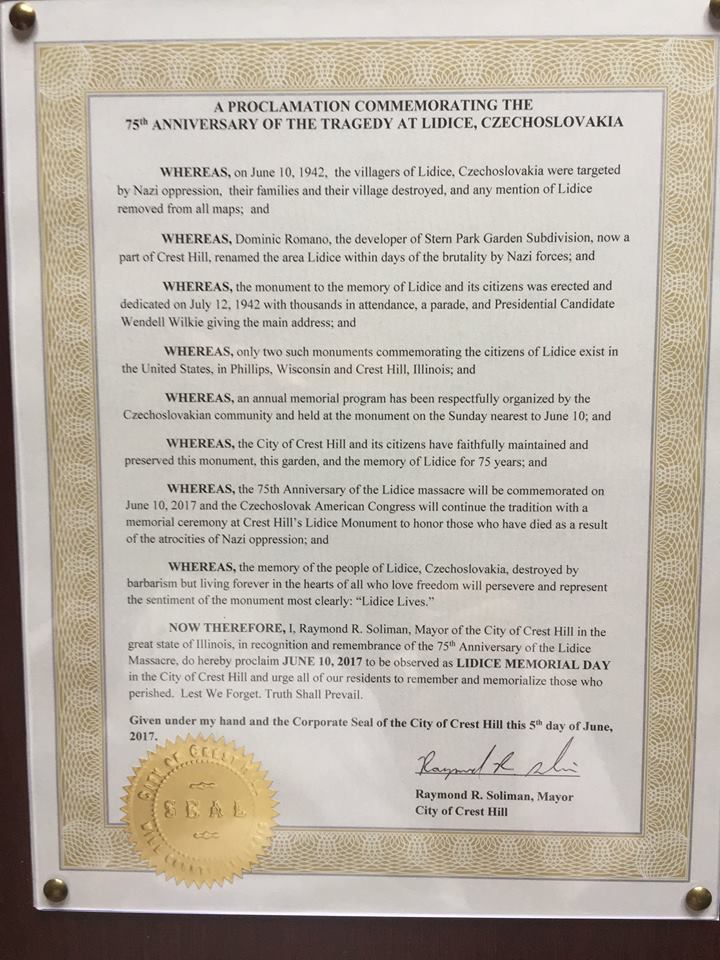 A PROCLAMATION COMMEMORATING THE
75th ANNIVERSARY OF THE TRAGEDY AT LIDICE, CZECHOSLOVAKIA
WHEREAS, on June 10, 1942, the villagers of Lidice, Czechoslovakia were targeted
by Nazi oppression, their families and their village destroyed, and any mention of Lidice
removed from all maps; and
WHEREAS, Dominic Romano, the developer of Stern Park Garden Subdivision, now a
part of Crest Hill, renamed the area Lidice within days of the brutality by Nazi forces; and
WHEREAS, the monument to the memory of Lidice and its citizens was erected and
dedicated on July 12, 1942 with thousands in attendance, a parade, and Presidential Candidate
Wendell Wilkie giving the main address; and
WHEREAS, only two such monuments commemorating the citizens of Lidice exist in
the United States, in Phillips, Wisconsin and Crest Hill, Illinois; and
WHEREAS, an annual memorial program has been respectfully organized by the
Czechoslovakian community and held at the monument on the Sunday nearest to June 10; and
WHEREAS, the City of Crest Hill and its citizens have faithfully maintained and
preserved this monument, this garden, and the memory of Lidice for 75 years; and
WHEREAS, the 75th Anniversary of the Lidice massacre will be commemorated on
June 10, 2017 and the Czechoslovak American Congress will continue the tradition with a
memorial ceremony at Crest Hill's Lidice Monument to honor those who have died as a result
of the atrocities of Nazi oppression; and
WHEREAS, the memory of the people of Lidice, Czechoslovakia, destroyed by
barbarism but living forever in the hearts of all who love freedom will persevere and represent
the sentiment of the monument most clearly: "Lidice Lives."
NOW THEREFORE, I, Raymond R. Soliman, Mayor of the City of Crest Hill in the
great state of Illinois, in recognition and remembrance of the 75th Anniversary of the Lidice
Massacre, do hereby proclaim JUNE 10, 2017 to be observed as LIDICE MEMORIAL DAY
in the City of Crest Hill and urge all of our residents to remember and memorialize those who
perished. Lest We Forget. Truth Shall Prevail.
Given under my hand and the Corporate Seal of the City of Crest Hill this 5th day of June,
2017.
CITY OF CREST
SEAL
WILL
Raymond R. Soliman, Mayor
City of Crest Hill